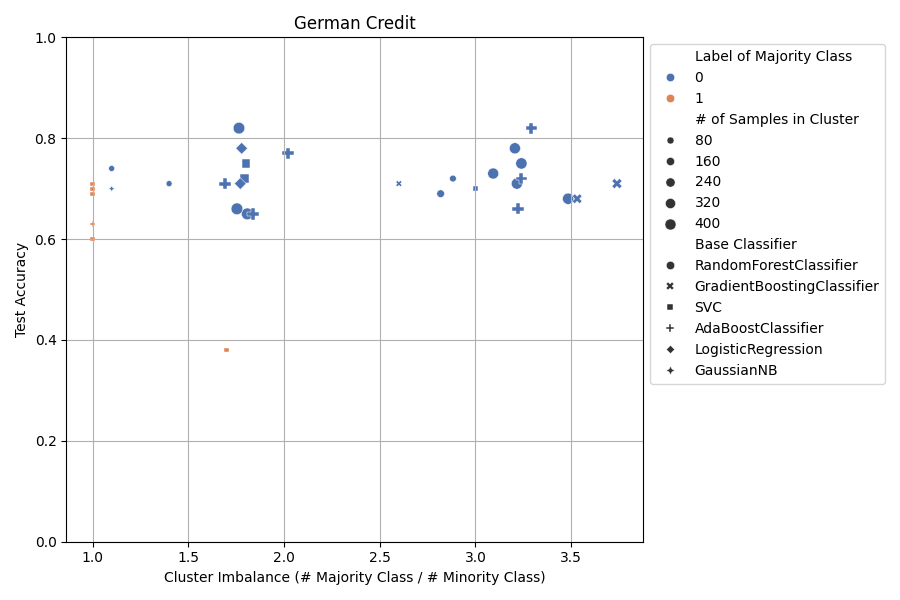 German Credit
1.0
0.8
0.6
0.4
0.2
0.0
Test Accuracy
1.0
1.5
2.0
2.5
3.0
3.5
Cluster Imbalance (# Majority Class / # Minority Class)
Label of Majority Class
0
1
# of Samples in Cluster
80
160
240
320
400
Base Classifier
RandomForestClassifier
GradientBoostingClassifier
SVC
AdaBoostClassifier
LogisticRegression
GaussianNB